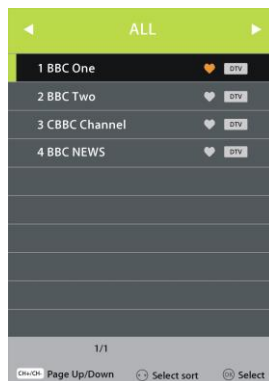 ALL
1 BBC One DTV
2 BBC Two DTV
3 CBBC Channel DTV
4 BBC NEWS DTV
1/1
CH+/CH- Page Up/Down Select sort OK Select